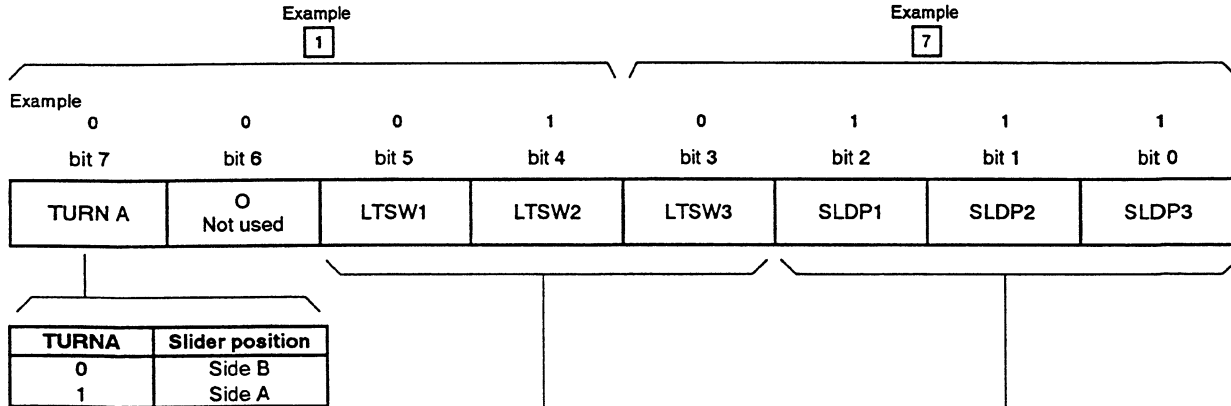 Example Example
1 7
Example
0 0 0 1 0 1 1 1
bit 7 bit 6 bit 5 bit 4 bit 3 bit 2 bit 1 bit 0
TURN A O Not used LTSW1 LTSW2 LTSW3 SLDP1 SLDP2 SLDP3
TURNA Slider position
0 Side B
1 Side A